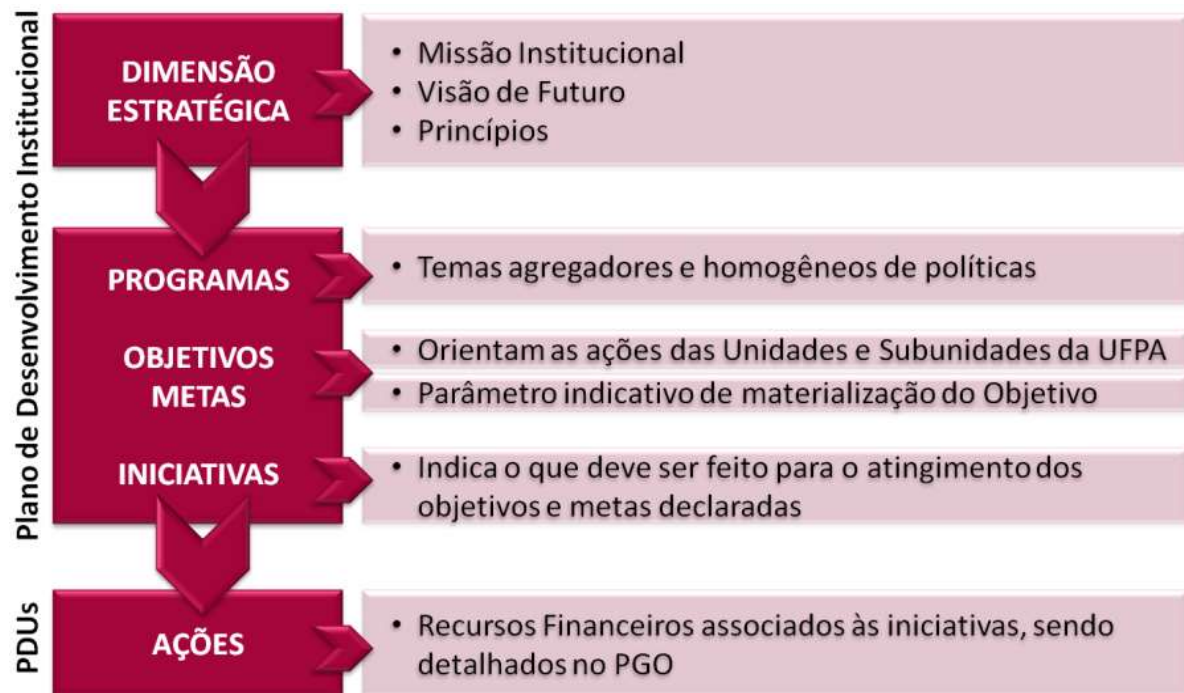 Plano de Desenvolvimento Institucional
DIMENSÃO
ESTRATÉGICA
• Missão Institucional
• Visão de Futuro
• Princípios
PROGRAMAS
• Temas agregadores e homogêneos de políticas
OBJETIVOS
METAS
• Orientam as ações das Unidades e Subunidades da UFPA
• Parâmetro indicativo de materialização do Objetivo
INICIATIVAS
• Indica o que deve ser feito para o atingimento dos
objetivos e metas declaradas
PDUs
AÇÕES
• Recursos Financeiros associados às iniciativas, sendo
detalhados no PGO